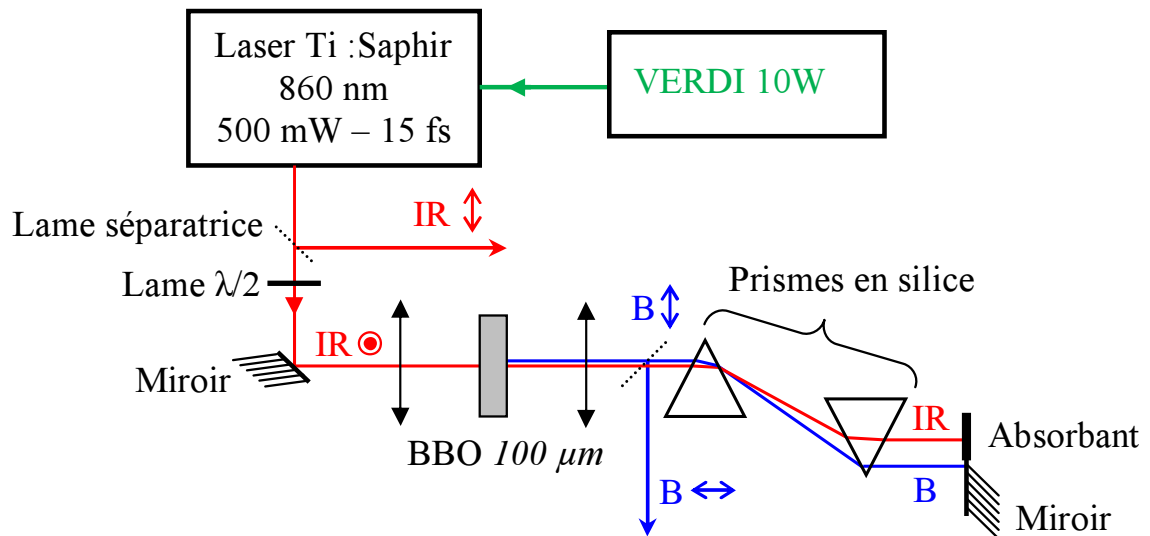 Laser Ti :Saphir
860 nm
500 mW – 15 fs
VERDI 10W
Lame séparatrice
IR
Lame λ/2
Prismes en silice
B
IR
Miroir
BBO 100 µm
IR
Absorbant
B
B
Miroir